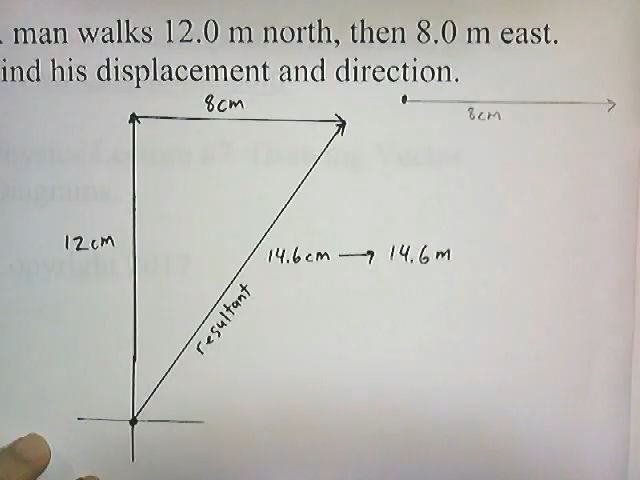 man walks 12.0 m north, then 8.0 m east.
ind his displacement and direction.
8cm
8cm
12cm
14.6cm → 14.6m
resultant